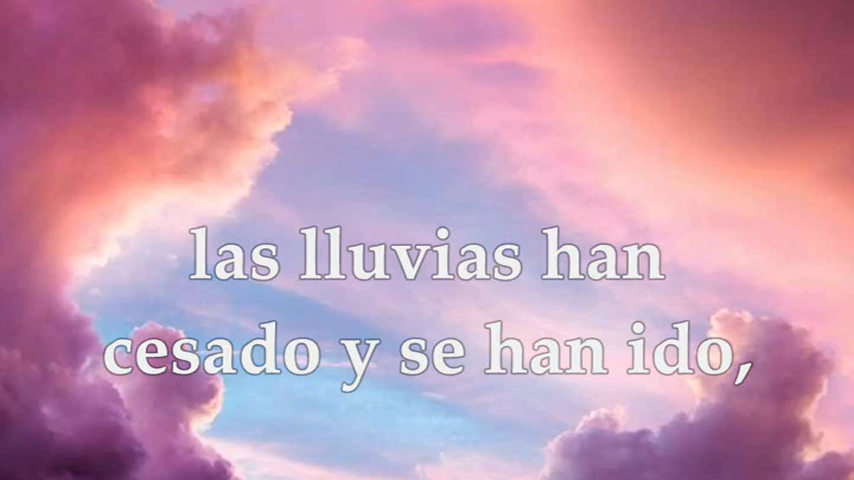 las lluvias han
cesado y se han ido,